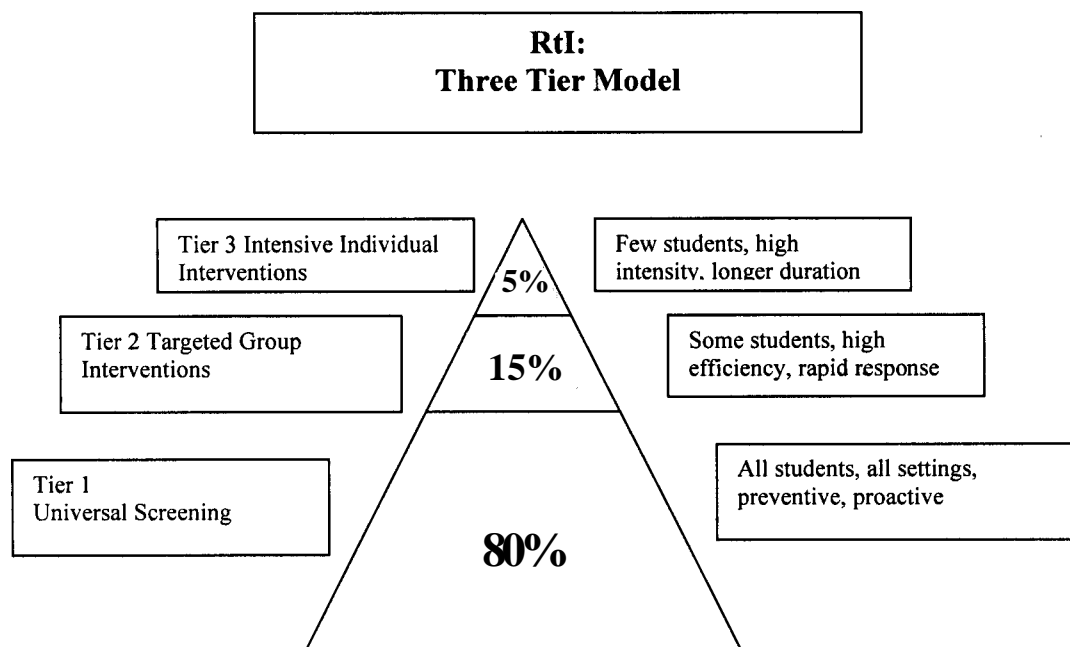 RtI:
Three Tier Model
Tier 3 Intensive Individual
Interventions
5%
Few students, high
intensity, longer duration
Tier 2 Targeted Group
Interventions
15%
Some students, high
efficiency, rapid response
Tier 1
Universal Screening
80%
All students, all settings,
preventive, proactive